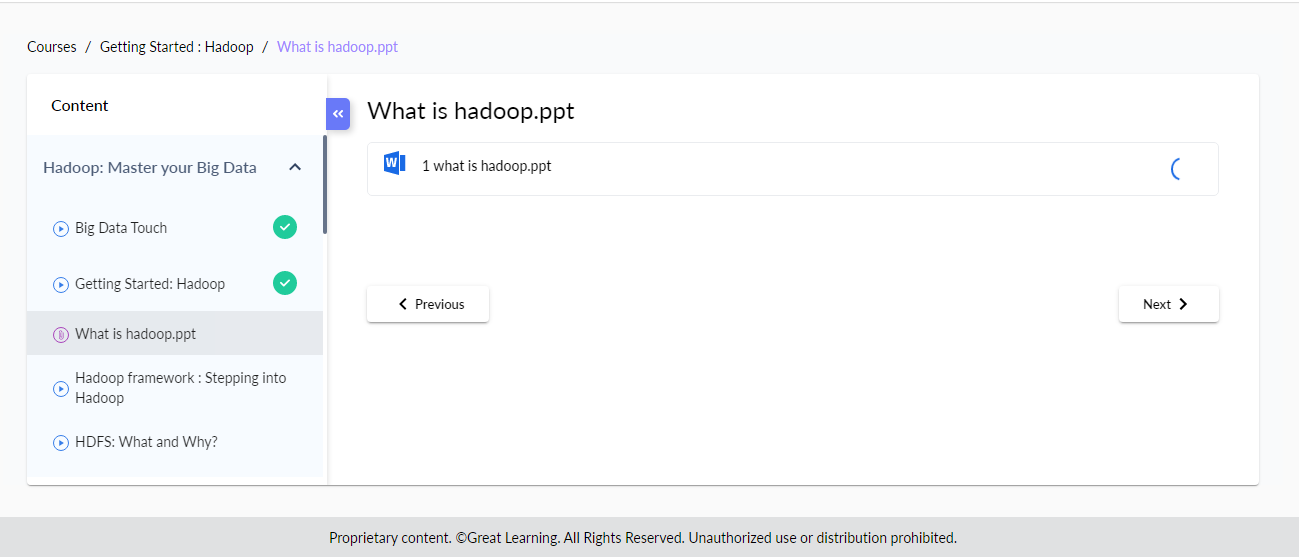 Courses / Getting Started : Hadoop / What is hadoop.ppt
Content
Hadoop: Master your Big Data
Big Data Touch
Getting Started: Hadoop
What is hadoop.ppt
Hadoop framework : Stepping into
Hadoop
HDFS: What and Why?
What is hadoop.ppt
W 1 what is hadoop.ppt
Previous
Next
Proprietary content. ©Great Learning. All Rights Reserved. Unauthorized use or distribution prohibited.